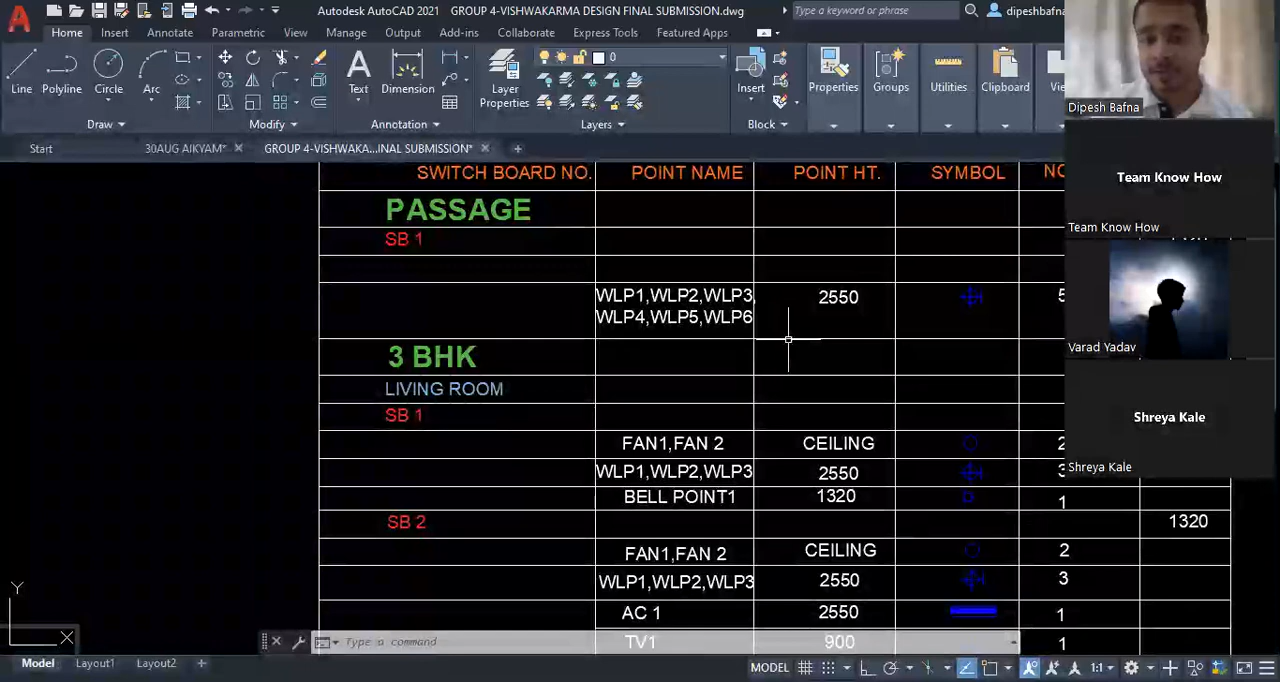 Autodesk AutoCAD 2021 GROUP 4-VISHWAKARMA DESIGN FINAL SUBMISSION.dwg
Type a keyword or phrase
dipeshbafna
Home Insert Annotate Parametric View Manage Output Add-ins Collaborate Express Tools Featured Apps
0
Line Polyline Circle Arc Text Dimension Layer Properties Insert Properties Groups Utilities Clipboard
Draw Modify Annotation Layers Block
Start 30AUG AIKYAM* GROUP 4-VISHWAKA...INAL SUBMISSION*
SWITCH BOARD NO. POINT NAME POINT HT. SYMBOL
PASSAGE
SB 1
WLP1,WLP2,WLP3, 2550 5
WLP4,WLP5,WLP6
3 BHK
LIVING ROOM
SB 1
FAN1,FAN 2 CEILING 2
WLP1,WLP2,WLP3 2550 3
BELL POINT1 1320 1
SB 2 1320
FAN1,FAN 2 CEILING 2
WLP1,WLP2,WLP3 2550 3
AC 1 2550 1
TV1 900 1
Type a command
Y
X
Model Layout1 Layout2
MODEL 1:1
Dipesh Bafna
Team Know How
Team Know How
Varad Yadav
Shreya Kale
Shreya Kale